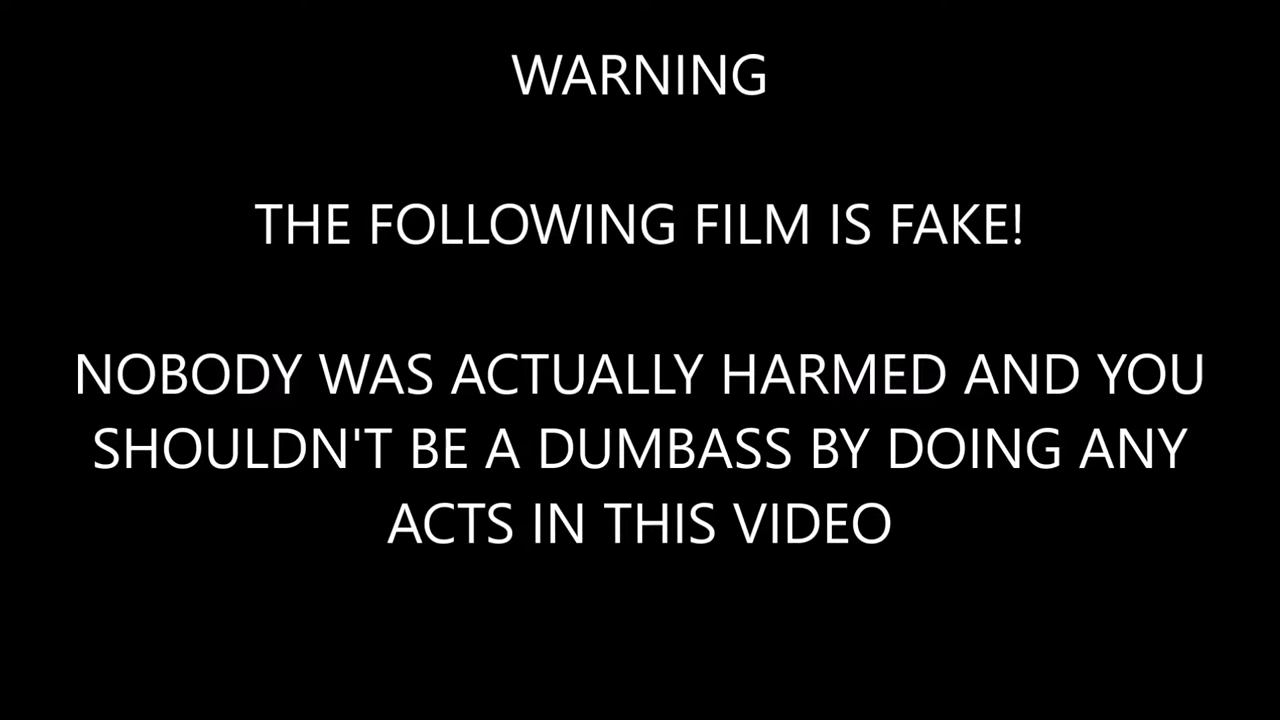 WARNING
THE FOLLOWING FILM IS FAKE!
NOBODY WAS ACTUALLY HARMED AND YOU
SHOULDN'T BE A DUMBASS BY DOING ANY
ACTS IN THIS VIDEO